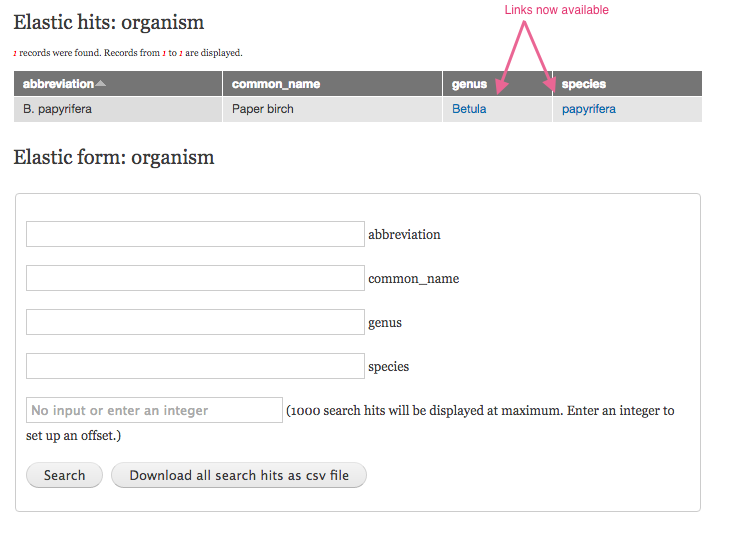 Links now available
Elastic hits: organism
1 records were found. Records from 1 to 1 are displayed.
abbreviation common_name genus species
B. papyrifera Paper birch Betula papyrifera
Elastic form: organism
abbreviation
common_name
genus
species
No input or enter an integer (1000 search hits will be displayed at maximum. Enter an integer to
set up an offset.)
Search Download all search hits as csv file